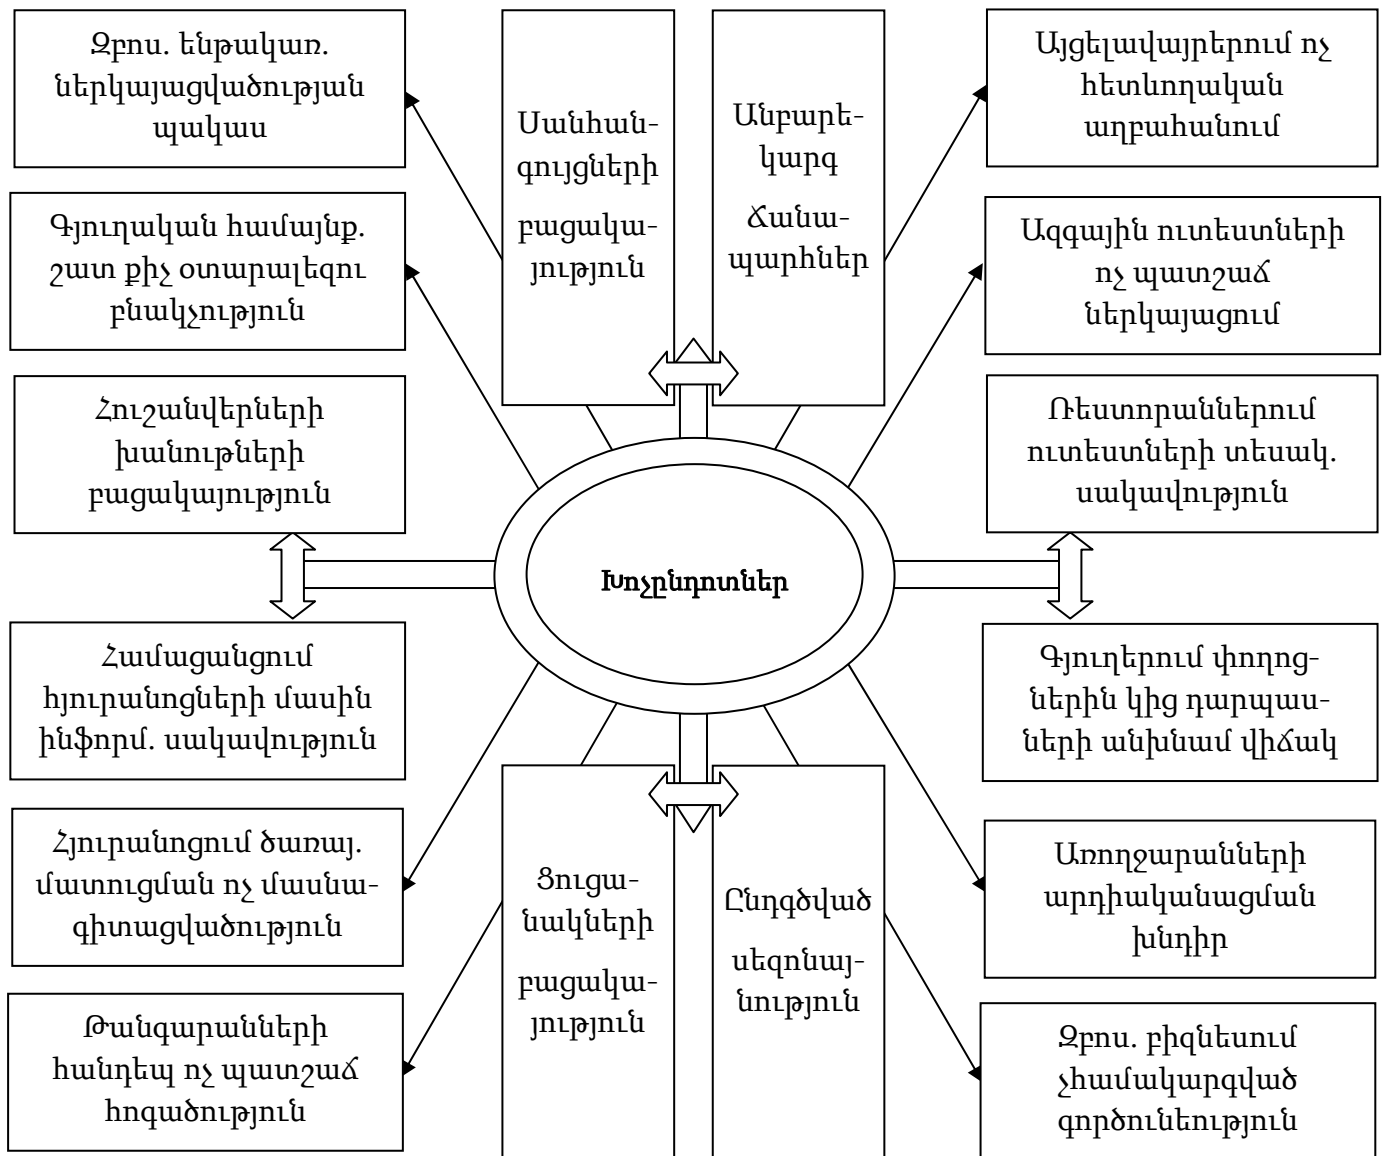 Զբոս. ենթակառ.
ներկայացվածության
պակաս
Գյուղական համայնք.
շատ քիչ օտարալեզու
բնակչություն
Հուշանվերների
խանութների
բացակայություն
Համացանցում
հյուրանոցների մասին
ինֆորմ. սակավություն
Հյուրանոցում ծառայ.
մատուցման ոչ մասնա-
գիտացվածություն
Թանգարանների
հանդեպ ոչ պատշաճ
հոգածություն
Սանհան-
գույցների
բացակա-
յություն
Անբարե-
կարգ
Ճանա-
պարհներ
Խոչընդոտներ
Ցուցա-
նակների
բացակա-
յություն
Ընդգծված
սեզոնայ-
նություն
Այցելավայրերում ոչ
հետևողական
աղբահանում
Ազգային ուտեստների
ոչ պատշաճ
ներկայացում
Ռեստորաններում
ուտեստների տեսակ.
սակավություն
Գյուղերում փողոց-
ներին կից դարպաս-
ների անխնամ վիճակ
Առողջարանների
արդիականացման
խնդիր
Զբոս. բիզնեսում
չհամակարգված
գործունեություն